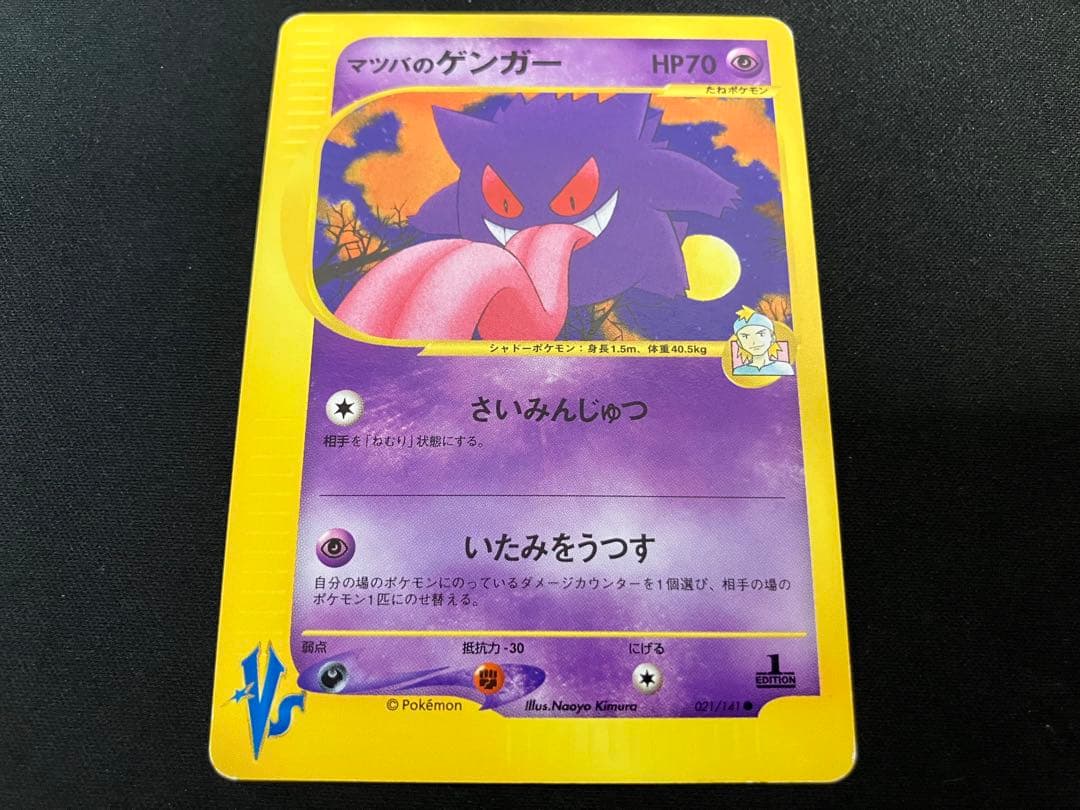 マツバのゲンガー HP70
たねポケモン
シャドーポケモン：身長1.5m、体重40.5kg
さいみんじゅつ
相手を「ねむり」状態にする。
いたみをうつす
自分の場のポケモンにのっているダメージカウンターを1個選び、相手の場の
ポケモン1匹にのせ替える。
弱点 抵抗力-30 にげる
1
EDITION
VS
©Pokémon Illus.Naoyo Kimura 021/141●